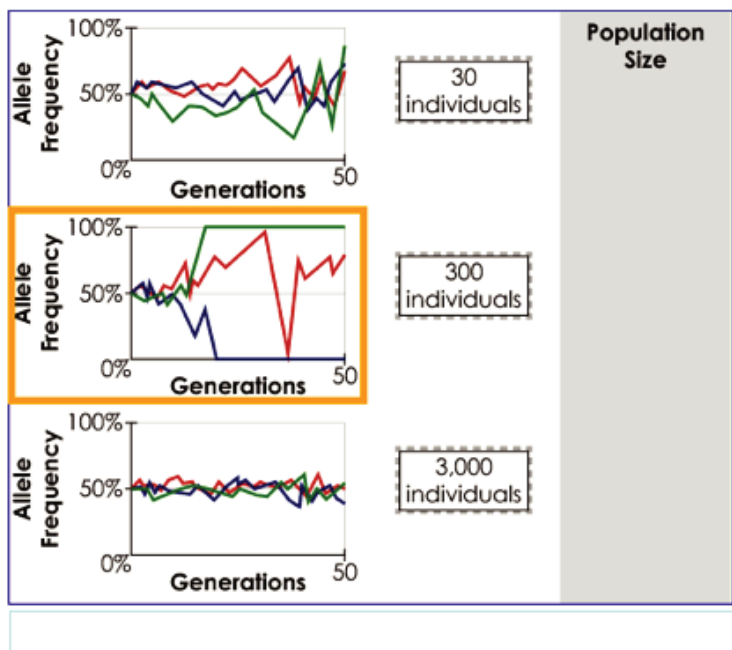 Population
Size
100%
Allele
Frequency
50%
0%
Generations
50
30
individuals
100%
Allele
Frequency
50%
0%
Generations
50
300
individuals
100%
Allele
Frequency
50%
0%
Generations
50
3,000
individuals